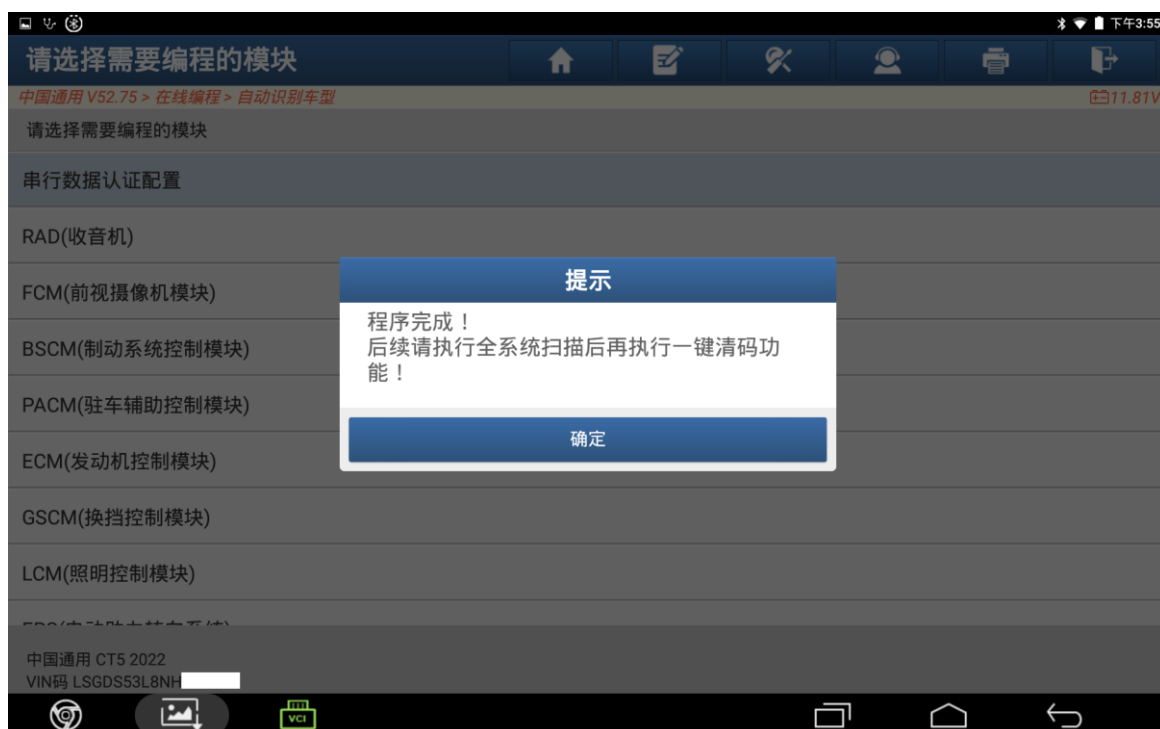 下午3:55
请选择需要编程的模块
中国通用 V52.75 > 在线编程 > 自动识别车型
11.81V
请选择需要编程的模块
串行数据认证配置
RAD(收音机)
FCM(前视摄像机模块)
BSCM(制动系统控制模块)
PACM(驻车辅助控制模块)
ECM(发动机控制模块)
GSCM(换挡控制模块)
LCM(照明控制模块)
提示
程序完成！
后续请执行全系统扫描后再执行一键清码功
能！
确定
中国通用 CT5 2022
VIN码 LSGDS53L8NH
VCI